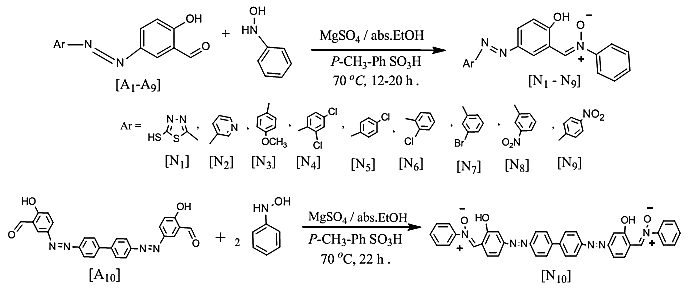 OH
Ar
N
N
O
[A1-A9]
+
H
N
OH
MgSO4 / abs.EtOH
P-CH3-Ph SO3H
70 °C, 12-20 h .
OH
O
−
N
+
N
N
Ar
[N1 - N9]
Ar =
N-N
HS
S
,
N
,
OCH3
,
Cl
Cl
,
Cl
,
Cl
,
Br
,
O2N
,
NO2
[N1]
[N2]
[N3]
[N4]
[N5]
[N6]
[N7]
[N8]
[N9]
OH
O
N=N
N=N
OH
O
[A10]
+ 2
H
N
OH
MgSO4 / abs.EtOH
P-CH3-Ph SO3H
70 °C, 22 h .
−
O
N
+
HO
N=N
N=N
OH
O
−
N
+
[N10]